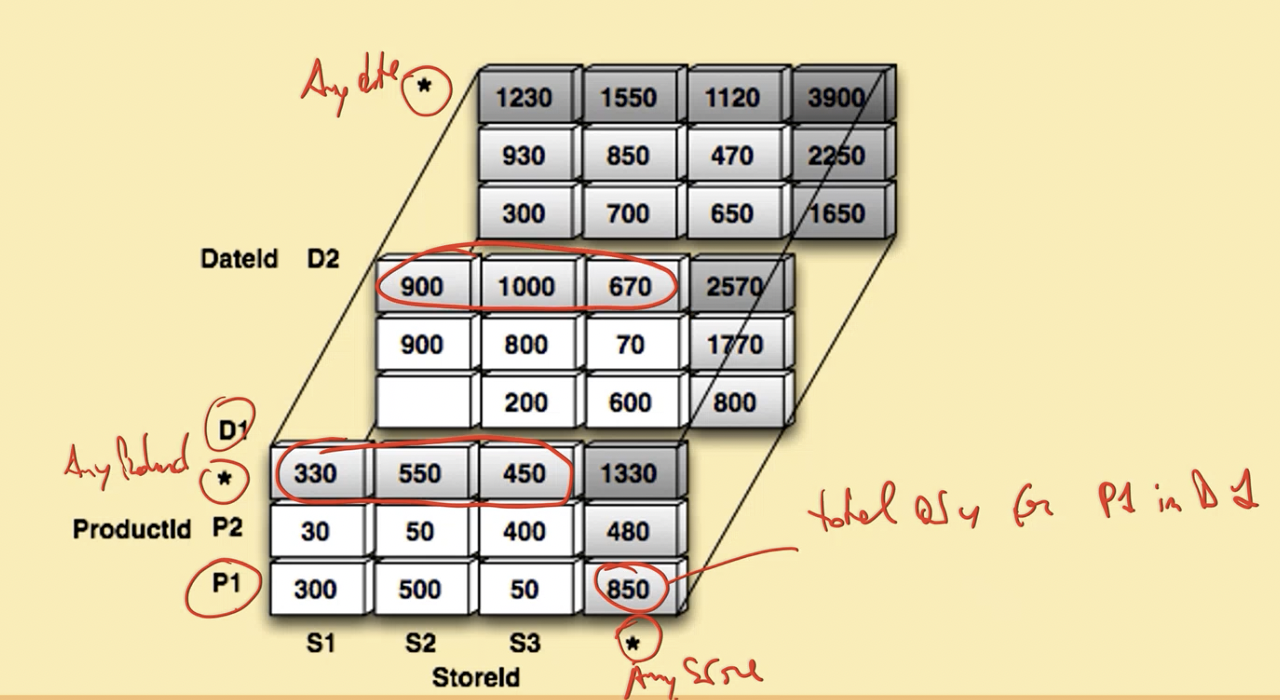 Any date *
1230 1550 1120 3900
930 850 470 2250
300 700 650 1650
DateId D2
900 1000 670 2570
900 800 70 1770
200 600 800
D1
Any *
330 550 450 1330
ProductId P2 30 50 400 480
P1 300 500 50 850
total for P1 in D1
S1 S2 S3 *
StoreId
Any Store